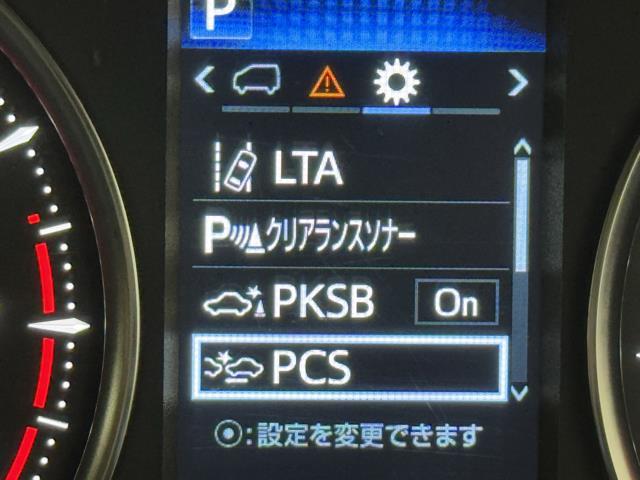 P
LTA
Pクリアランスソナー
PKSB On
PCS
:設定を変更できます